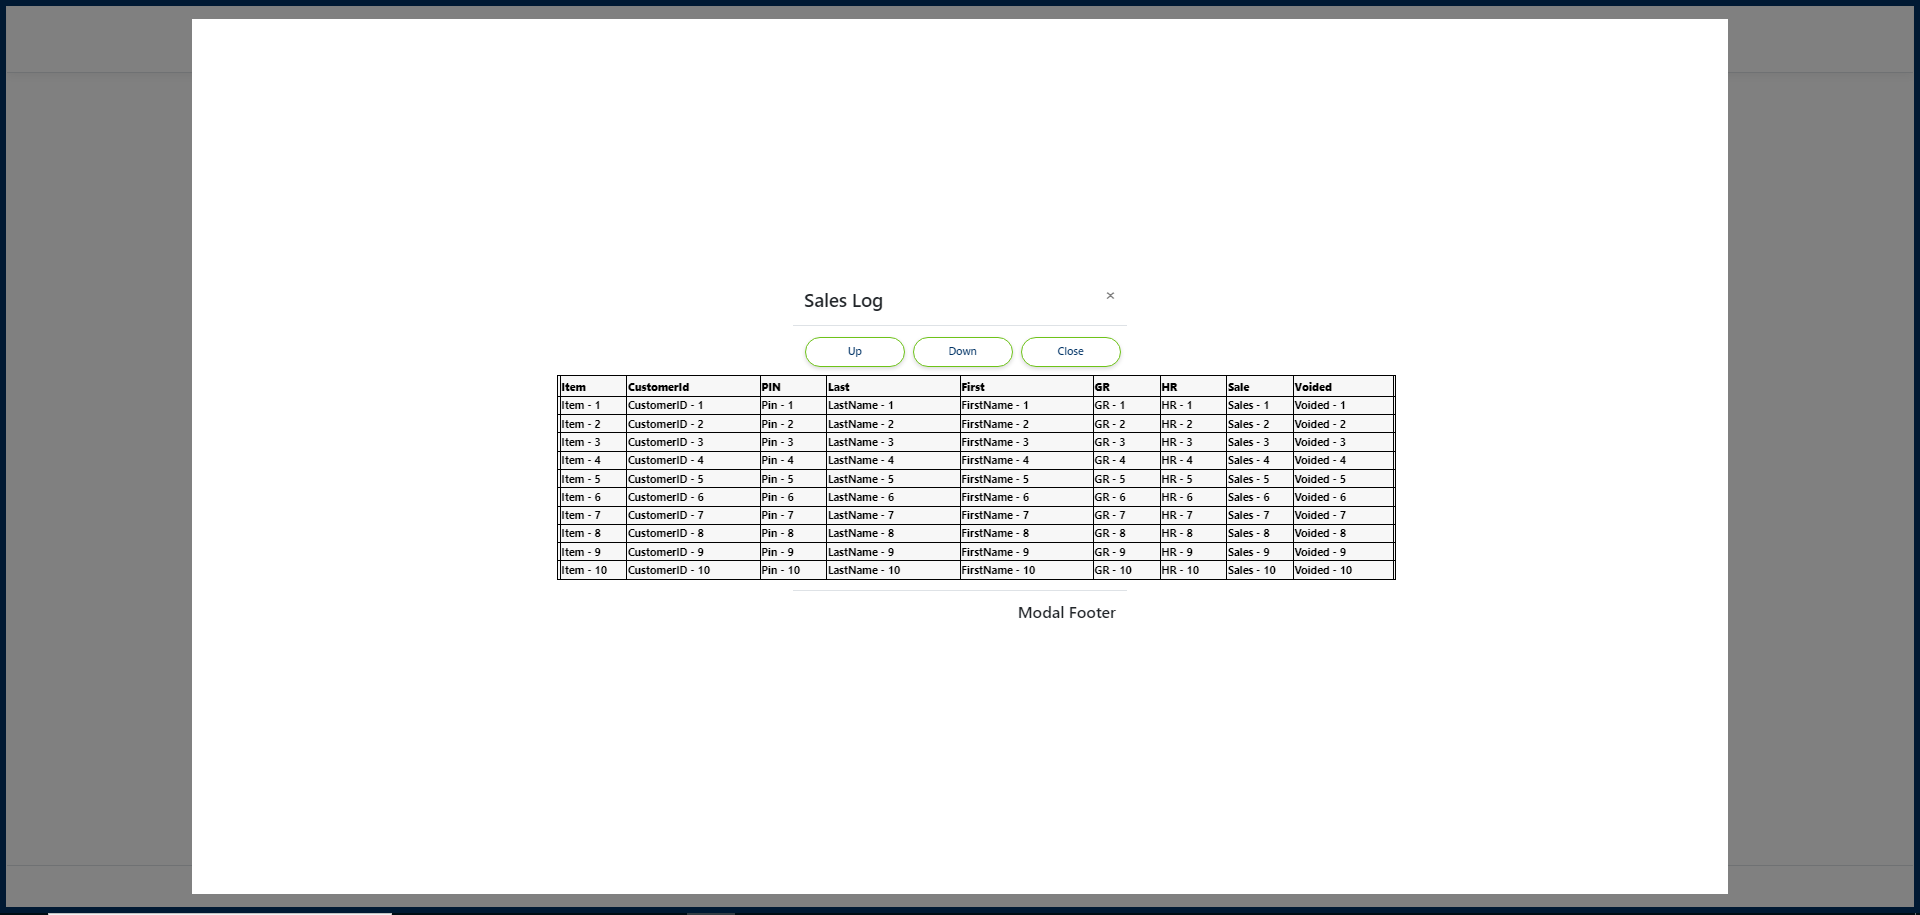 Sales Log ×
Up Down Close
Item CustomerId PIN Last First GR HR Sale Voided
Item - 1 CustomerID - 1 Pin - 1 LastName - 1 FirstName - 1 GR - 1 HR - 1 Sales - 1 Voided - 1
Item - 2 CustomerID - 2 Pin - 2 LastName - 2 FirstName - 2 GR - 2 HR - 2 Sales - 2 Voided - 2
Item - 3 CustomerID - 3 Pin - 3 LastName - 3 FirstName - 3 GR - 3 HR - 3 Sales - 3 Voided - 3
Item - 4 CustomerID - 4 Pin - 4 LastName - 4 FirstName - 4 GR - 4 HR - 4 Sales - 4 Voided - 4
Item - 5 CustomerID - 5 Pin - 5 LastName - 5 FirstName - 5 GR - 5 HR - 5 Sales - 5 Voided - 5
Item - 6 CustomerID - 6 Pin - 6 LastName - 6 FirstName - 6 GR - 6 HR - 6 Sales - 6 Voided - 6
Item - 7 CustomerID - 7 Pin - 7 LastName - 7 FirstName - 7 GR - 7 HR - 7 Sales - 7 Voided - 7
Item - 8 CustomerID - 8 Pin - 8 LastName - 8 FirstName - 8 GR - 8 HR - 8 Sales - 8 Voided - 8
Item - 9 CustomerID - 9 Pin - 9 LastName - 9 FirstName - 9 GR - 9 HR - 9 Sales - 9 Voided - 9
Item - 10 CustomerID - 10 Pin - 10 LastName - 10 FirstName - 10 GR - 10 HR - 10 Sales - 10 Voided - 10
Modal Footer